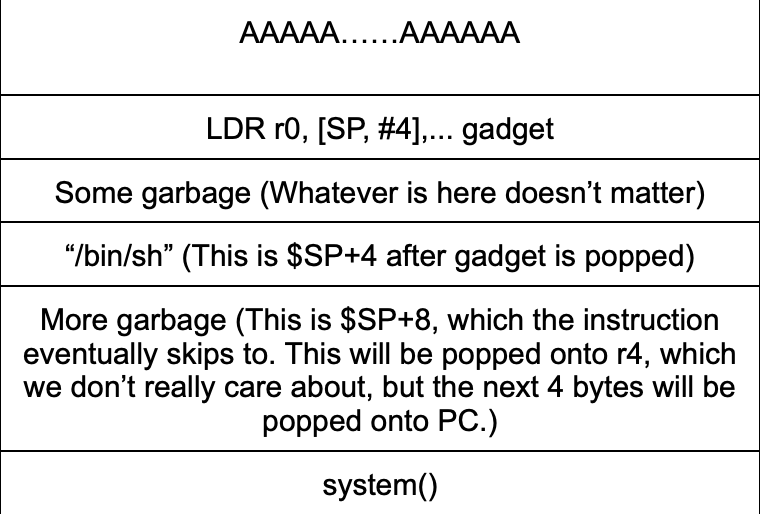 AAAAA……AAAAAA
LDR r0, [SP, #4],... gadget
Some garbage (Whatever is here doesn’t matter)
“/bin/sh” (This is $SP+4 after gadget is popped)
More garbage (This is $SP+8, which the instruction
eventually skips to. This will be popped onto r4, which
we don’t really care about, but the next 4 bytes will be
popped onto PC.)
system()